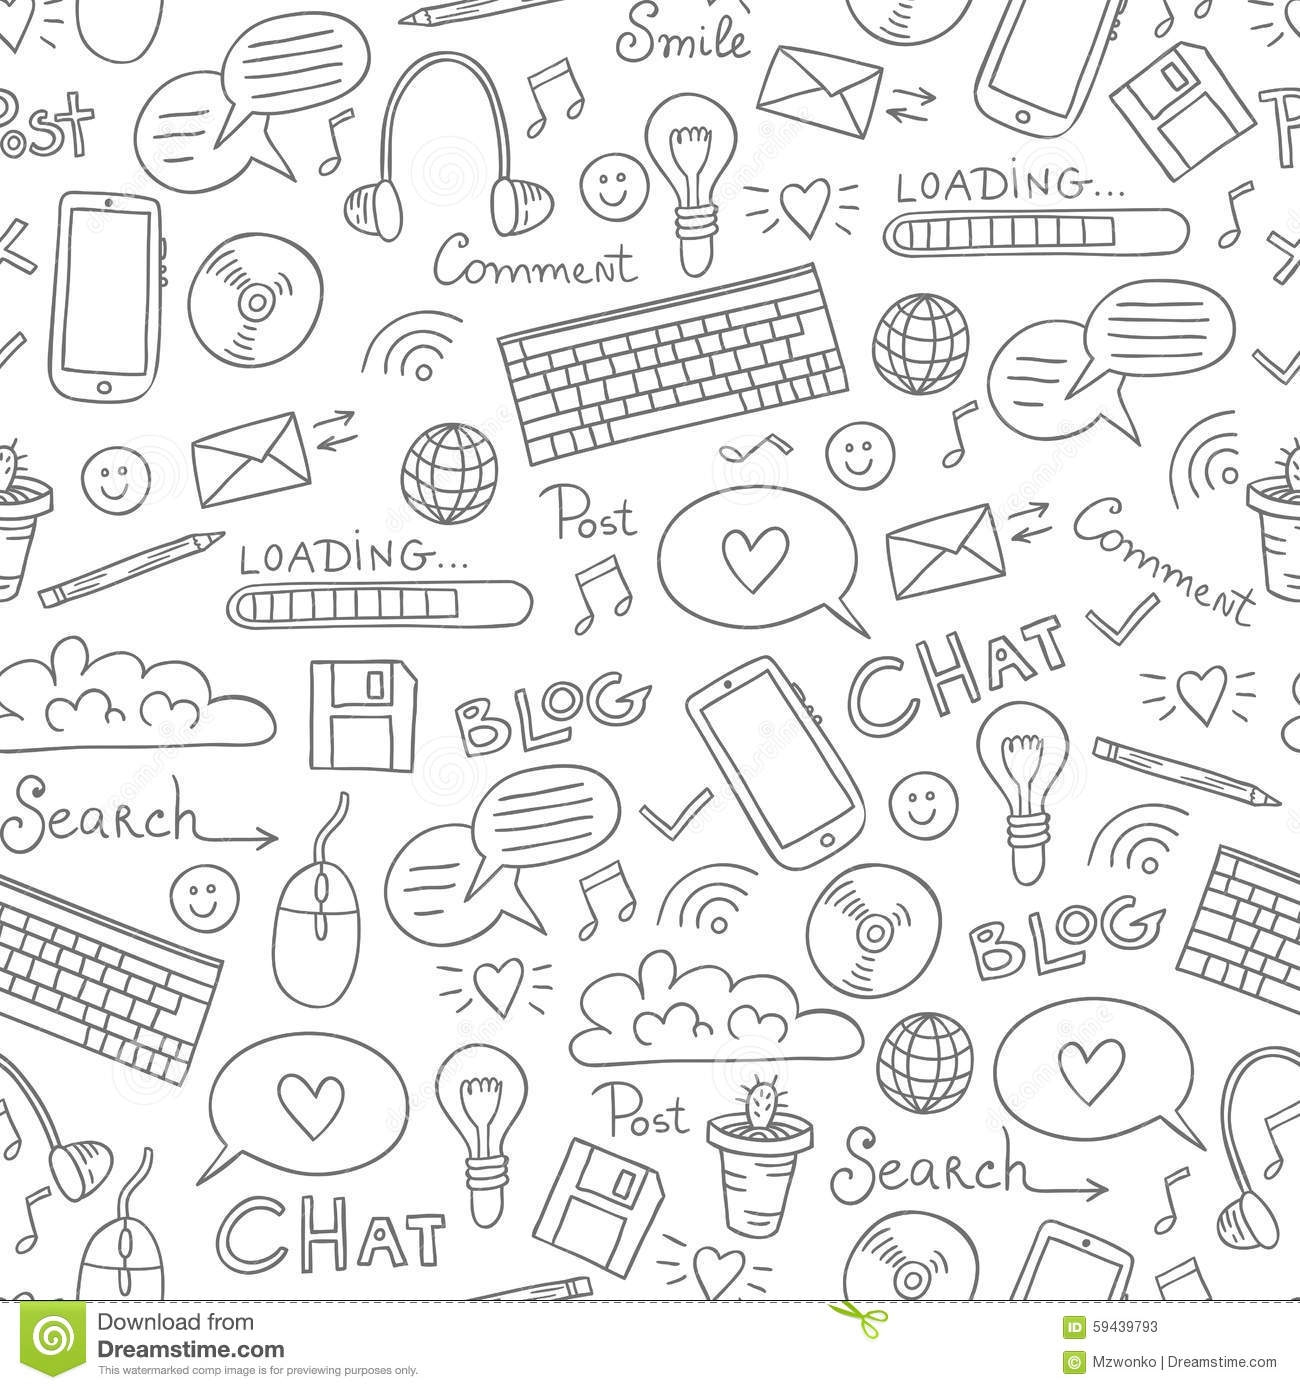 Smile
Post
LOADING...
Comment
P
Post
LOADING...
Comment
CHAT
BLOG
Search
BLOG
Post
Search
CHAT
Download from
Dreamstime.com
This watermarked comp image is for previewing purposes only.
ID 59439793
© Mzwonko | Dreamstime.com